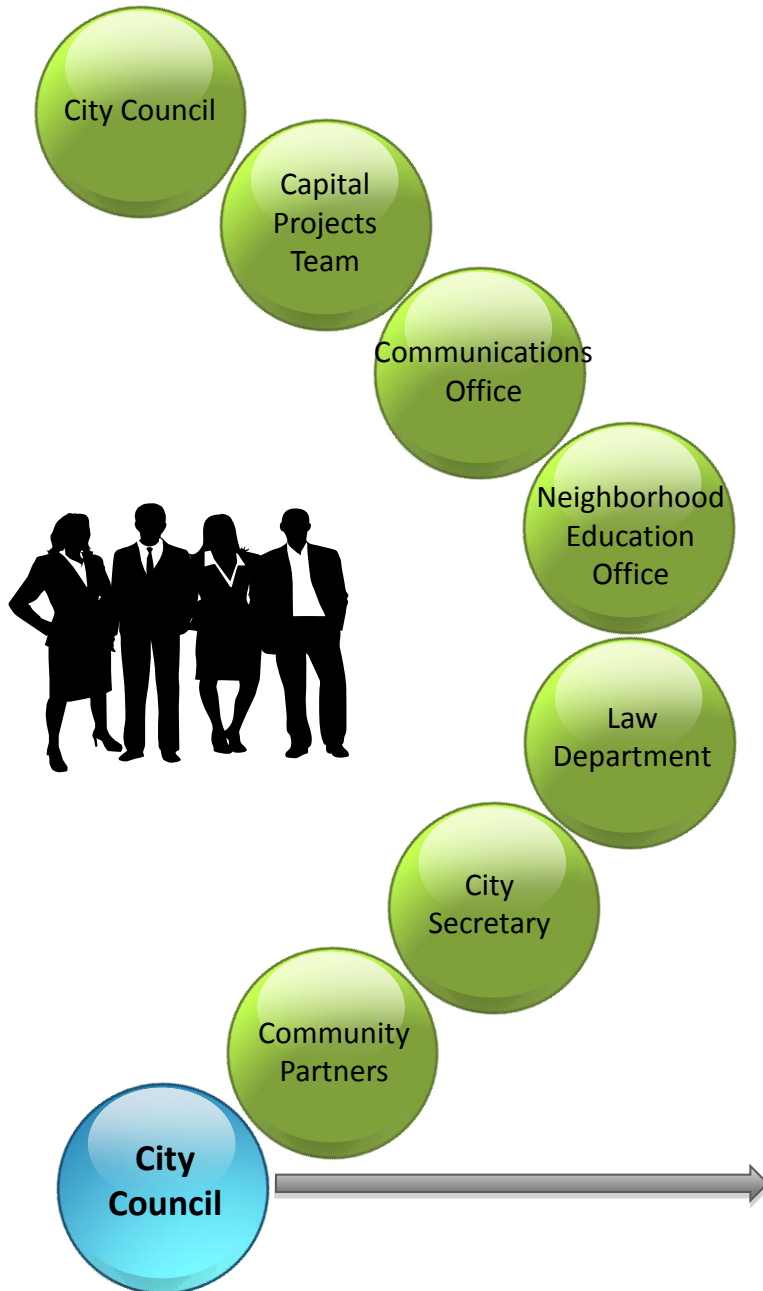 City Council
Capital
Projects
Team
Communications
Office
Neighborhood
Education
Office
Law
Department
City
Secretary
Community
Partners
City
Council